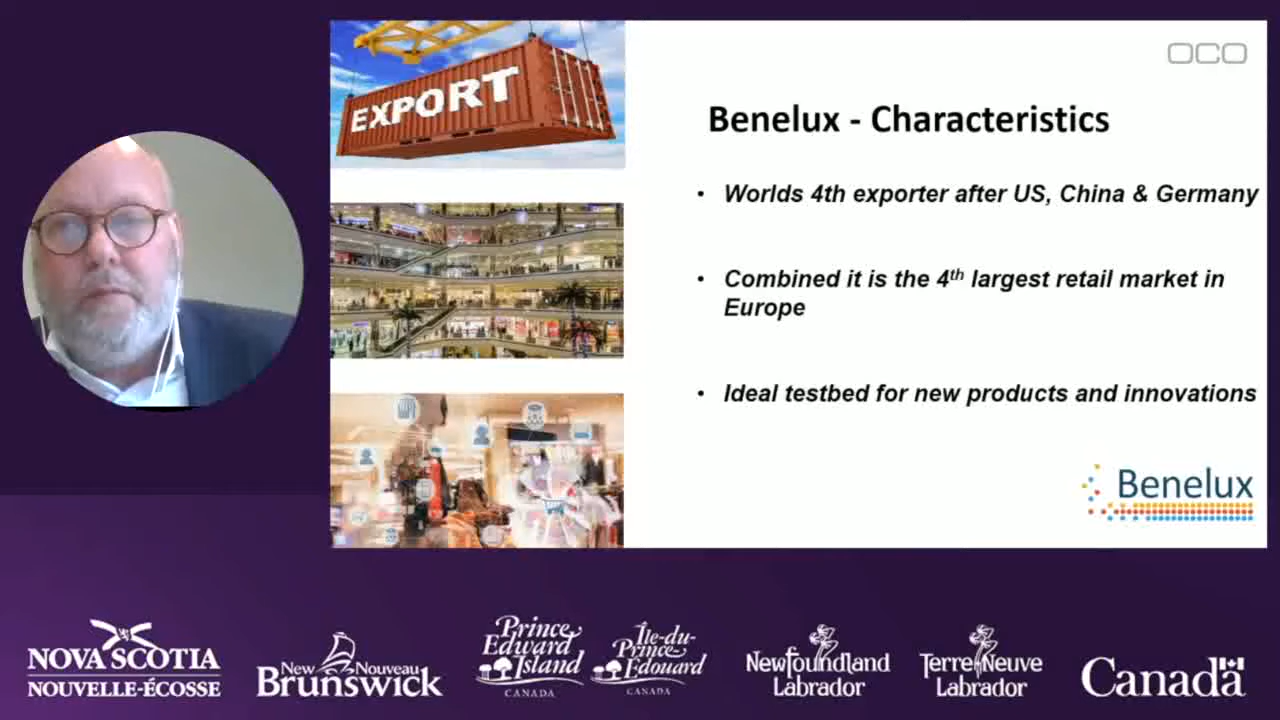 EXPORT
OCO
Benelux - Characteristics
• Worlds 4th exporter after US, China & Germany
• Combined it is the 4th largest retail market in
Europe
• Ideal testbed for new products and innovations
Benelux
NOVA SCOTIA
NOUVELLE-ÉCOSSE
New Nouveau
Brunswick
Prince
Edward
Island
CANADA
Île-du-
Prince
Édouard
CANADA
Newfoundland
Labrador
Terre Neuve
Labrador
Canada